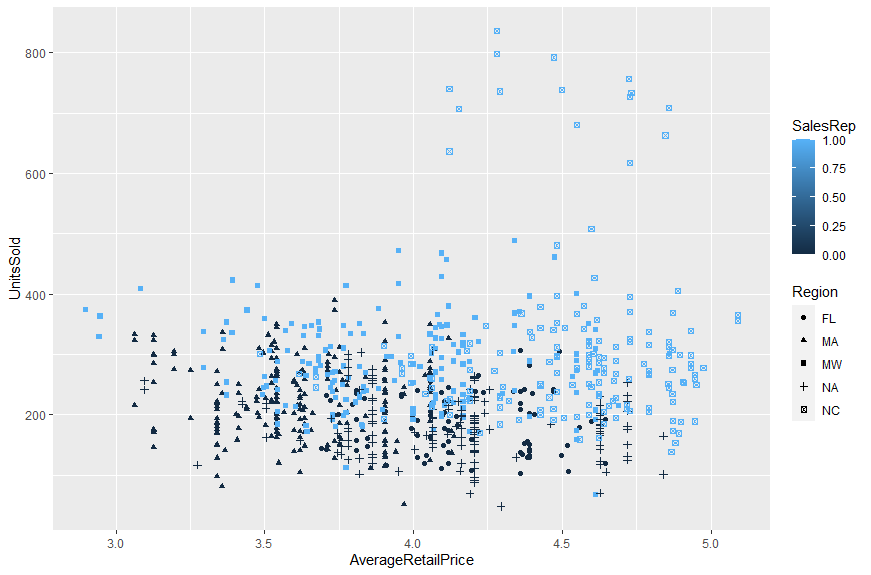 800
600
400
200
UnitsSold
3.0 3.5 4.0 4.5 5.0
AverageRetailPrice
SalesRep
1.00
0.75
0.50
0.25
0.00
Region
FL
MA
MW
NA
NC